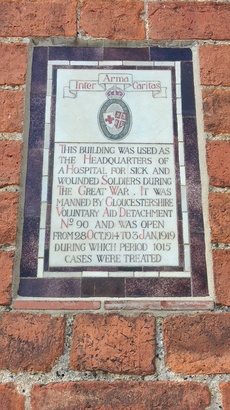 Arma
Inter Caritas
THIS BUILDING WAS USED AS
THE HEADQUARTERS OF
A HOSPITAL FOR SICK AND
WOUNDED SOLDIERS DURING
THE GREAT WAR. IT WAS
MANNED BY GLOUCESTERSHIRE
VOLUNTARY AID DETACHMENT
No 90 AND WAS OPEN
FROM 28 OCT. 1914 TO 3 JAN. 1919
DURING WHICH PERIOD 1015
CASES WERE TREATED